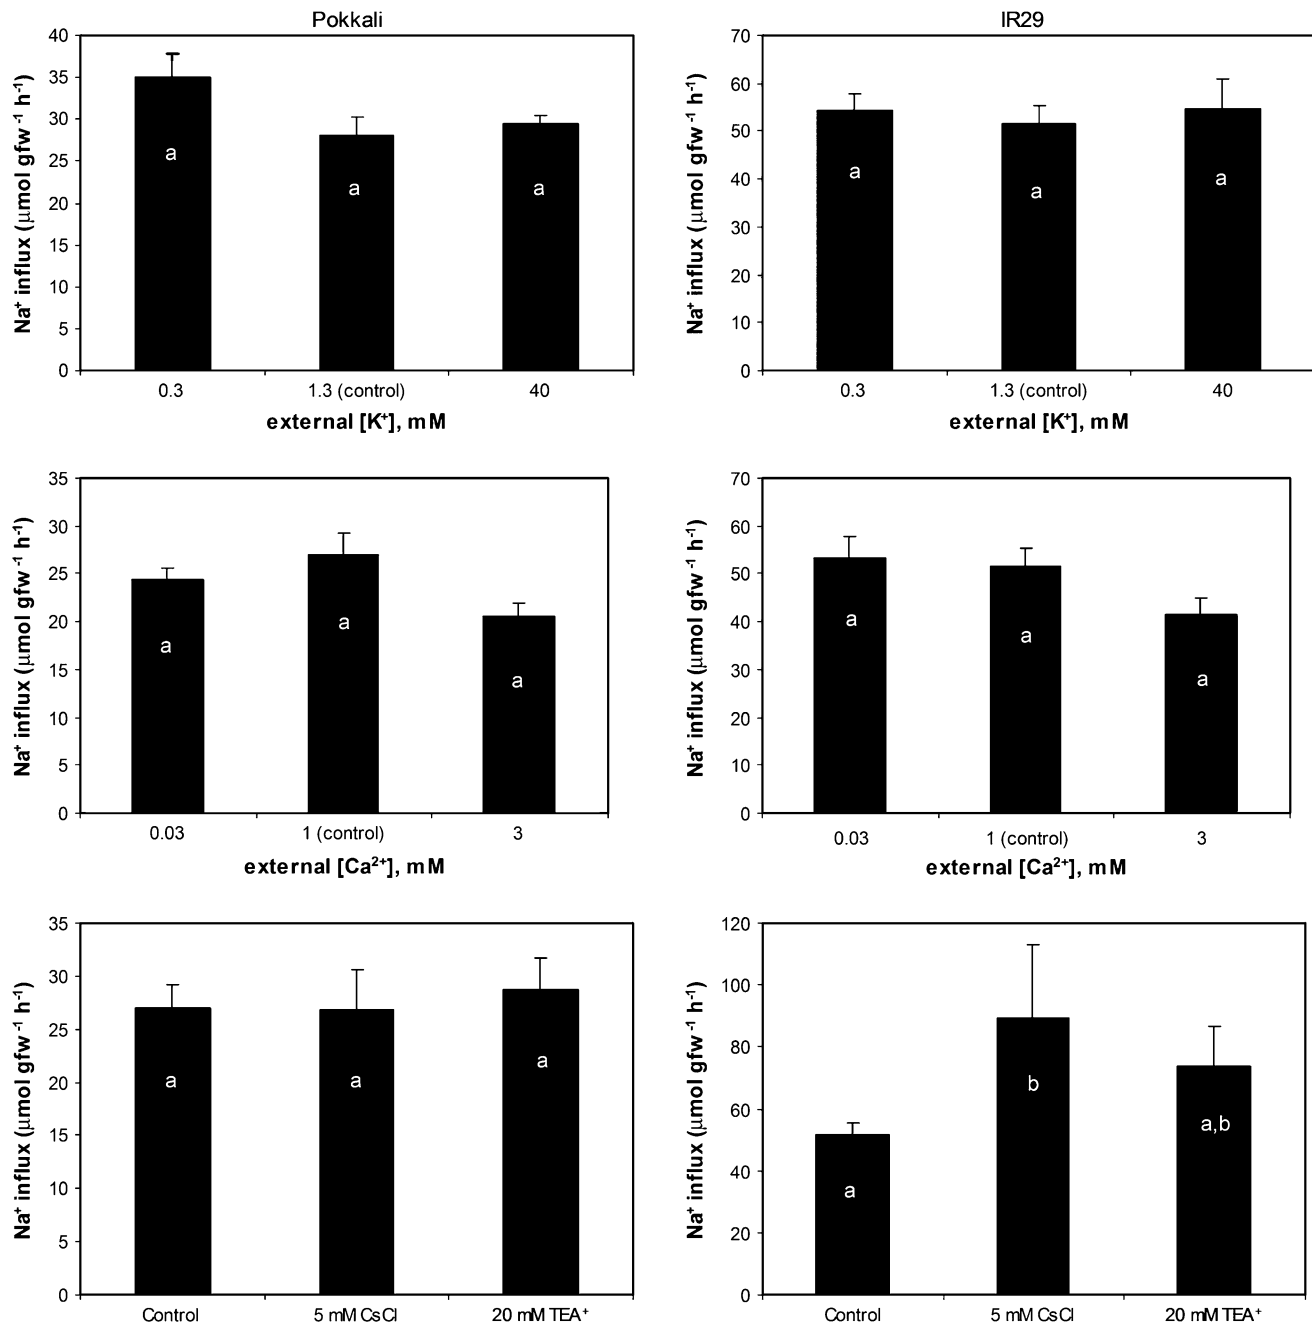 Pokkali
IR29
Na⁺ influx (μmol gfw⁻¹ h⁻¹)
40
35
30
25
20
15
10
5
0
a
a
a
0.3
1.3 (control)
40
external [K⁺], mM
Na⁺ influx (μmol gfw⁻¹ h⁻¹)
70
60
50
40
30
20
10
0
a
a
a
0.3
1.3 (control)
40
external [K⁺], mM
Na⁺ influx (μmol gfw⁻¹ h⁻¹)
35
30
25
20
15
10
5
0
a
a
a
0.03
1 (control)
3
external [Ca²⁺], mM
Na⁺ influx (μmol gfw⁻¹ h⁻¹)
70
60
50
40
30
20
10
0
a
a
a
0.03
1 (control)
3
external [Ca²⁺], mM
Na⁺ influx (μmol gfw⁻¹ h⁻¹)
35
30
25
20
15
10
5
0
a
a
a
Control
5 mM CsCl
20 mM TEA⁺
Na⁺ influx (μmol gfw⁻¹ h⁻¹)
120
100
80
60
40
20
0
a
b
a,b
Control
5 mM CsCl
20 mM TEA⁺